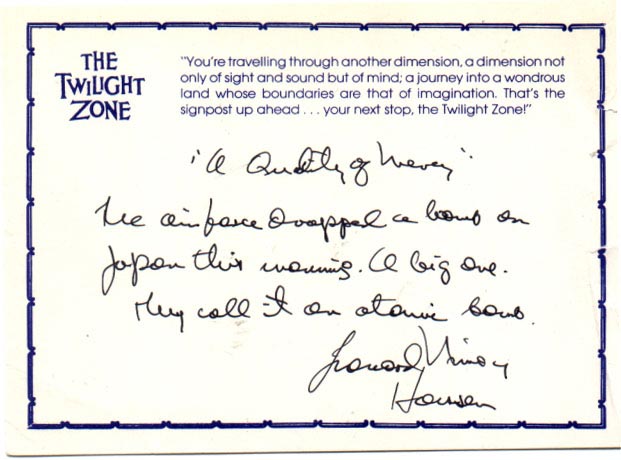 THE
TWILIGHT
ZONE
"You're travelling through another dimension, a dimension not
only of sight and sound but of mind; a journey into a wondrous
land whose boundaries are that of imagination. That's the
signpost up ahead . . . your next stop, the Twilight Zone!"
"A Quality of Mercy"
The airforce dropped a bomb on
Japan this morning. A big one.
They call it an atomic bomb.
Leonard Nimoy
Hansen